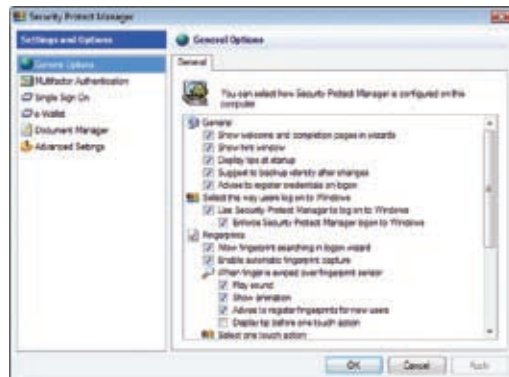 Security Protect Manager
Settings and Options
General Options
General Options
Multifactor Authentication
Single Sign On
e-Wallet
Document Manager
Advanced Settings
General
You can select how Security Protect Manager is configured on this
computer
General
Show welcome and completion pages in wizards
Show hint window
Display tips at startup
Suggest to backup identity after changes
Advise to register credentials on logon
Select the way users log on to Windows
Use Security Protect Manager to log on to Windows
Enforce Security Protect Manager logon to Windows
Fingerprints
Allow fingerprint searching in logon wizard
Enable automatic fingerprint capture
When finger is swiped over fingerprint sensor
Play sound
Show animation
Advise to register fingerprints for new users
Display tip before one touch action
Select one touch action
OK
Cancel
Apply